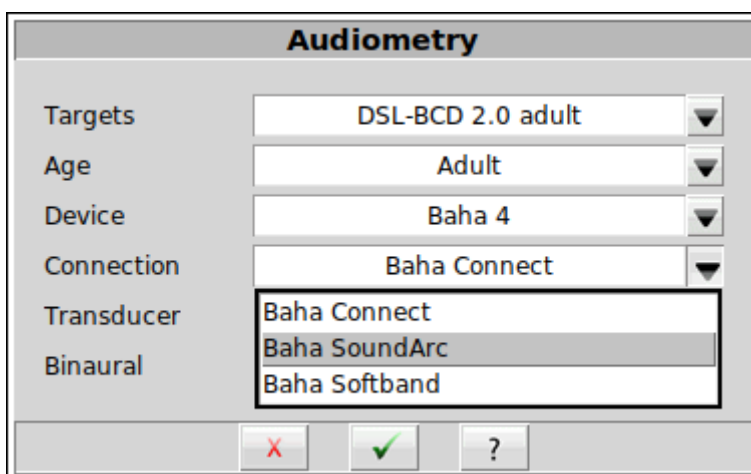 Audiometry
Targets DSL-BCD 2.0 adult
Age Adult
Device Baha 4
Connection Baha Connect
Transducer
Baha Connect
Baha SoundArc
Binaural
Baha Softband
?